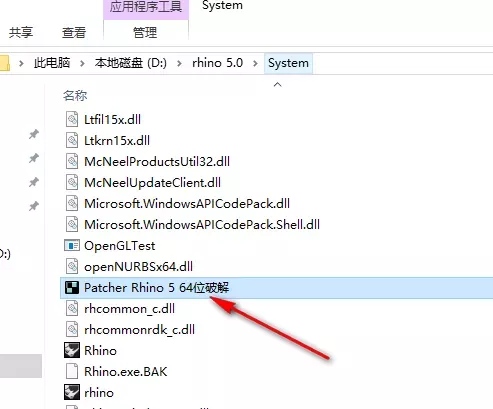 应用程序工具
System
共享
查看
管理
此电脑 > 本地磁盘 (D:) > rhino 5.0 > System
名称
Ltfil15x.dll
Ltkrn15x.dll
McNeelProductsUtil32.dll
McNeelUpdateClient.dll
Microsoft.WindowsAPICodePack.dll
Microsoft.WindowsAPICodePack.Shell.dll
OpenGLTest
:)
openNURBSx64.dll
Patcher Rhino 5 64位破解
rhcommon_c.dll
rhcommonrdk_c.dll
Rhino
Rhino.exe.BAK
rhino